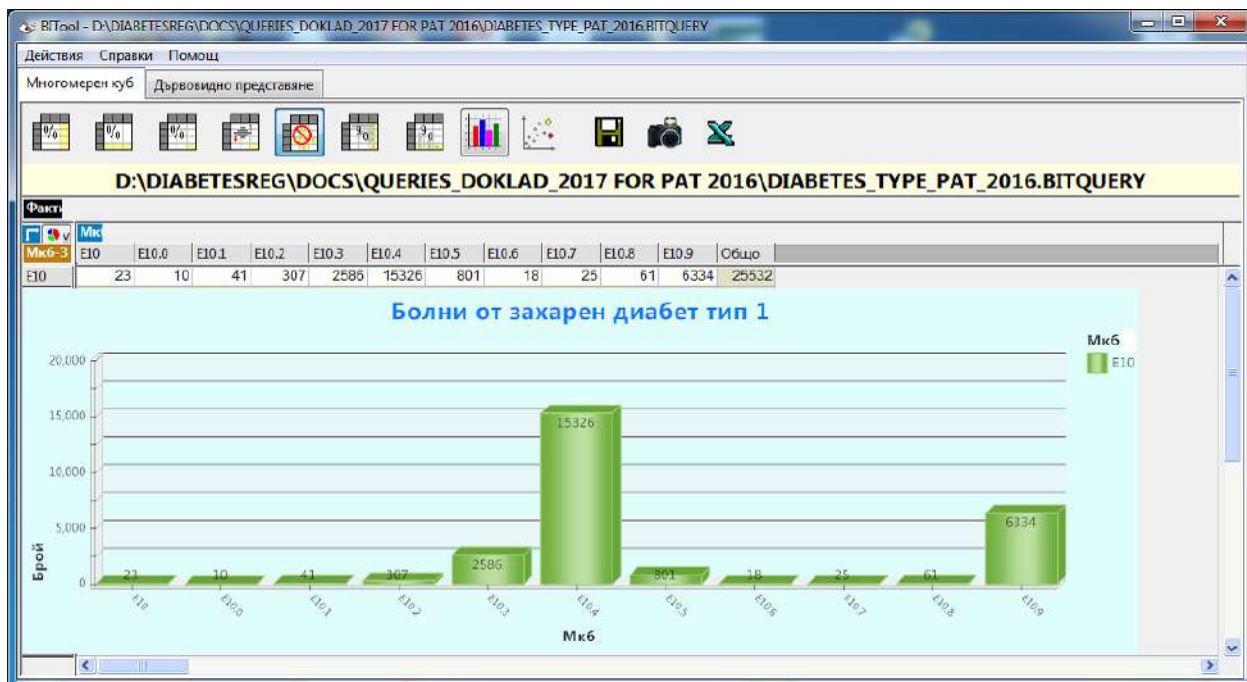 BITool - D:\DIABETESREG\DOCS\QUERIES_DOKLAD_2017 FOR PAT 2016\DIABETES_TYPE_PAT_2016.BITQUERY
Действия Справки Помощ
Многомерен куб Дървовидно представяне
D:\DIABETESREG\DOCS\QUERIES_DOKLAD_2017 FOR PAT 2016\DIABETES_TYPE_PAT_2016.BITQUERY
Факти
Мк
Мкб-3 E10 E10.0 E10.1 E10.2 E10.3 E10.4 E10.5 E10.6 E10.7 E10.8 E10.9 Общо
E10 23 10 41 307 2586 15326 801 18 25 61 6334 25532
Болни от захарен диабет тип 1
Мкб
E10
20,000
15,000
10,000
5,000
0
Брой
23 10 41 307 2586 15326 801 18 25 61 6334
E10 E10.0 E10.1 E10.2 E10.3 E10.4 E10.5 E10.6 E10.7 E10.8 E10.9
Мкб